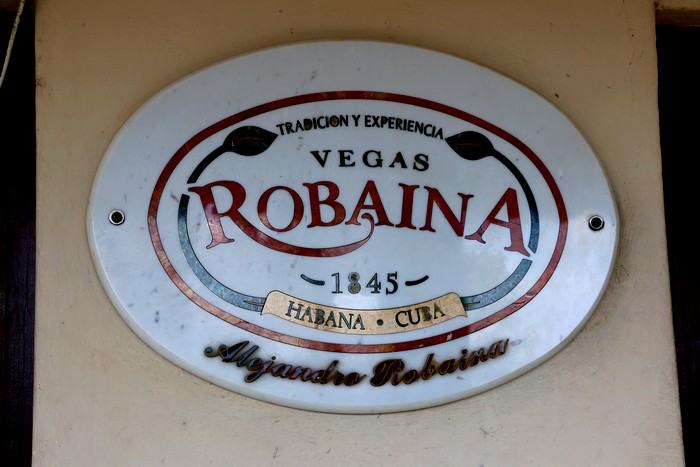 TRADICION Y EXPERIENCIA
VEGAS
ROBAINA
1845
HABANA • CUBA
Alejandro Robaina